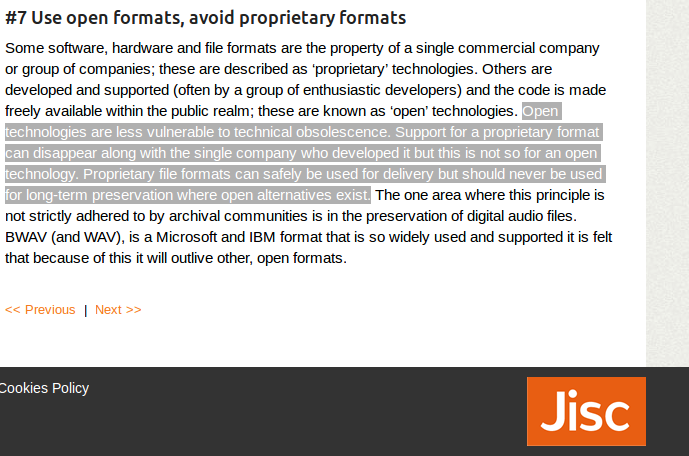 #7 Use open formats, avoid proprietary formats
Some software, hardware and file formats are the property of a single commercial company
or group of companies; these are described as ‘proprietary’ technologies. Others are
developed and supported (often by a group of enthusiastic developers) and the code is made
freely available within the public realm; these are known as ‘open’ technologies. Open
technologies are less vulnerable to technical obsolescence. Support for a proprietary format
can disappear along with the single company who developed it but this is not so for an open
technology. Proprietary file formats can safely be used for delivery but should never be used
for long-term preservation where open alternatives exist. The one area where this principle is
not strictly adhered to by archival communities is in the preservation of digital audio files.
BWAV (and WAV), is a Microsoft and IBM format that is so widely used and supported it is felt
that because of this it will outlive other, open formats.
<< Previous | Next >>
Cookies Policy
Jisc